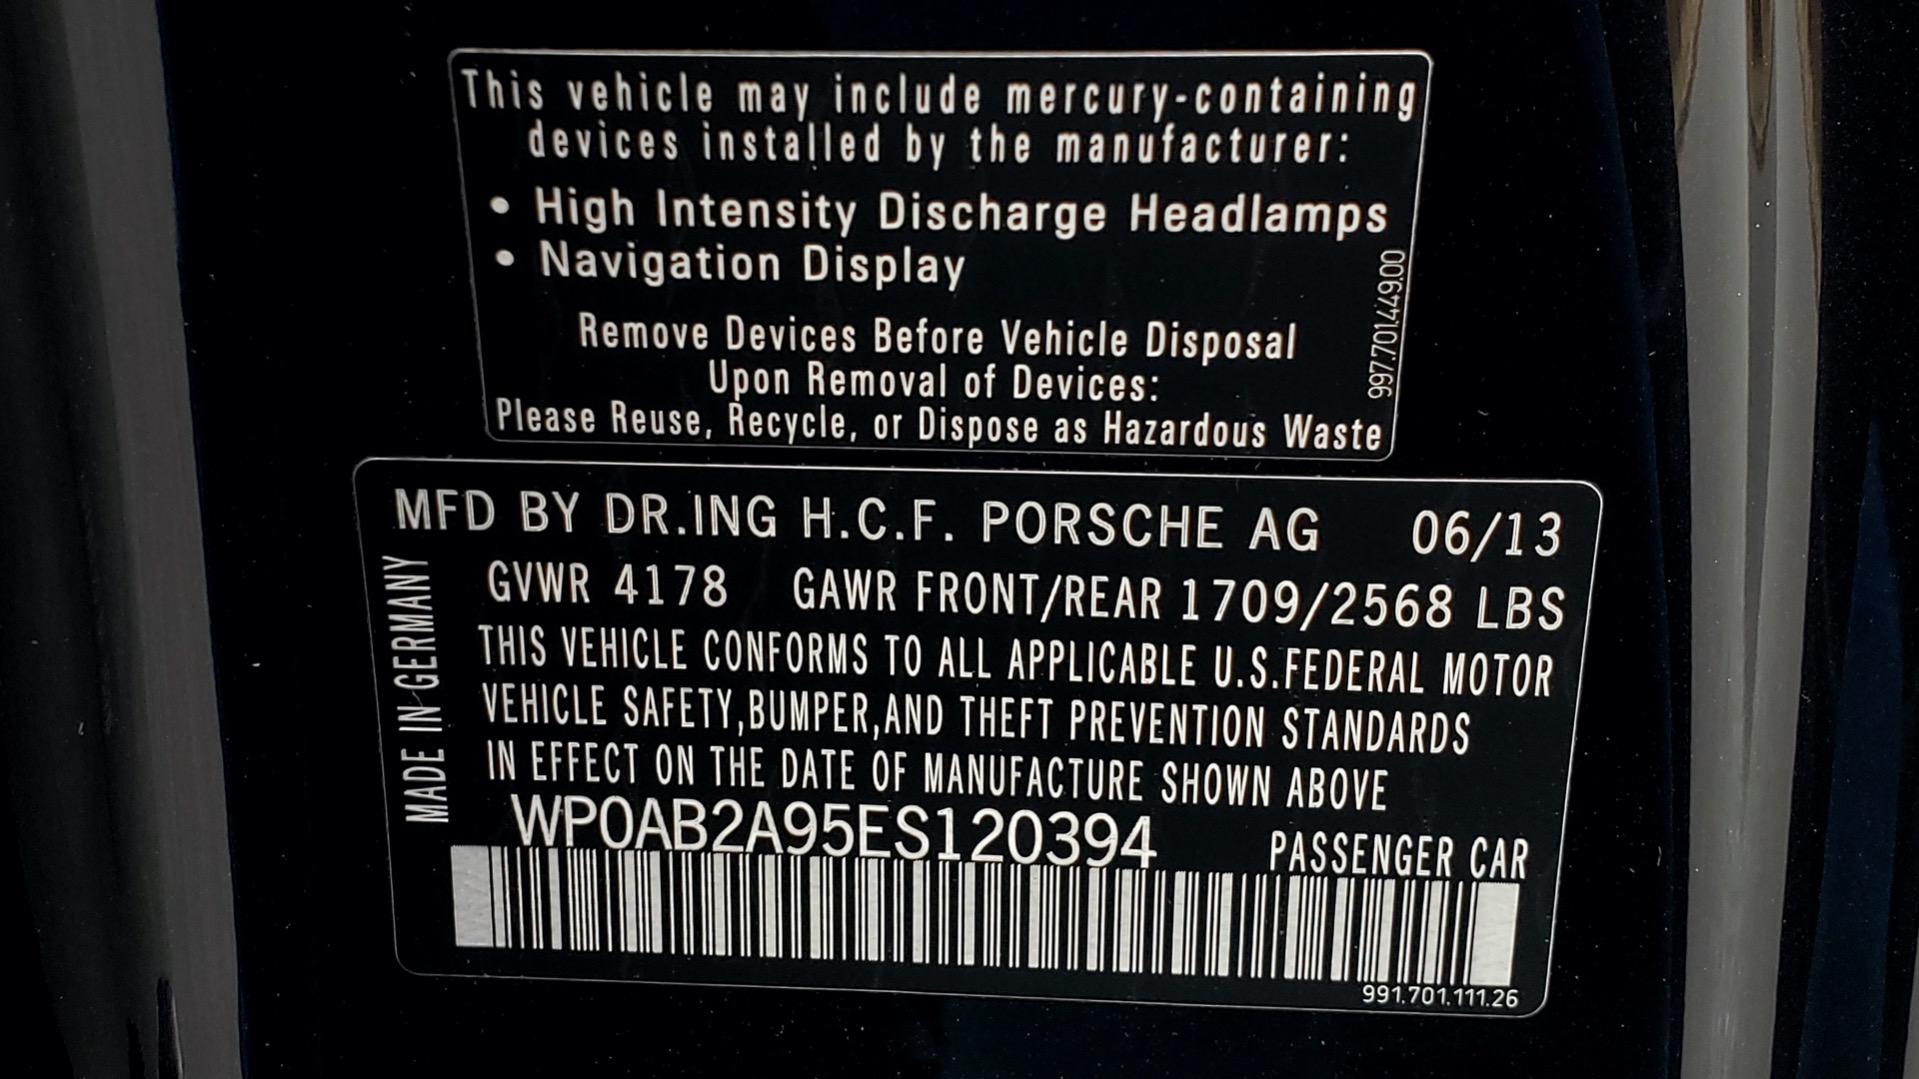 This vehicle may include mercury-containing
devices installed by the manufacturer:
• High Intensity Discharge Headlamps
• Navigation Display
Remove Devices Before Vehicle Disposal
Upon Removal of Devices:
Please Reuse, Recycle, or Dispose as Hazardous Waste
997.701.449.00
MFD BY DR.ING H.C.F. PORSCHE AG 06/13
GVWR 4178 GAWR FRONT/REAR 1709/2568 LBS
THIS VEHICLE CONFORMS TO ALL APPLICABLE U.S.FEDERAL MOTOR
VEHICLE SAFETY,BUMPER,AND THEFT PREVENTION STANDARDS
IN EFFECT ON THE DATE OF MANUFACTURE SHOWN ABOVE
WP0AB2A95ES120394 PASSENGER CAR
MADE IN GERMANY
991.701.111.26